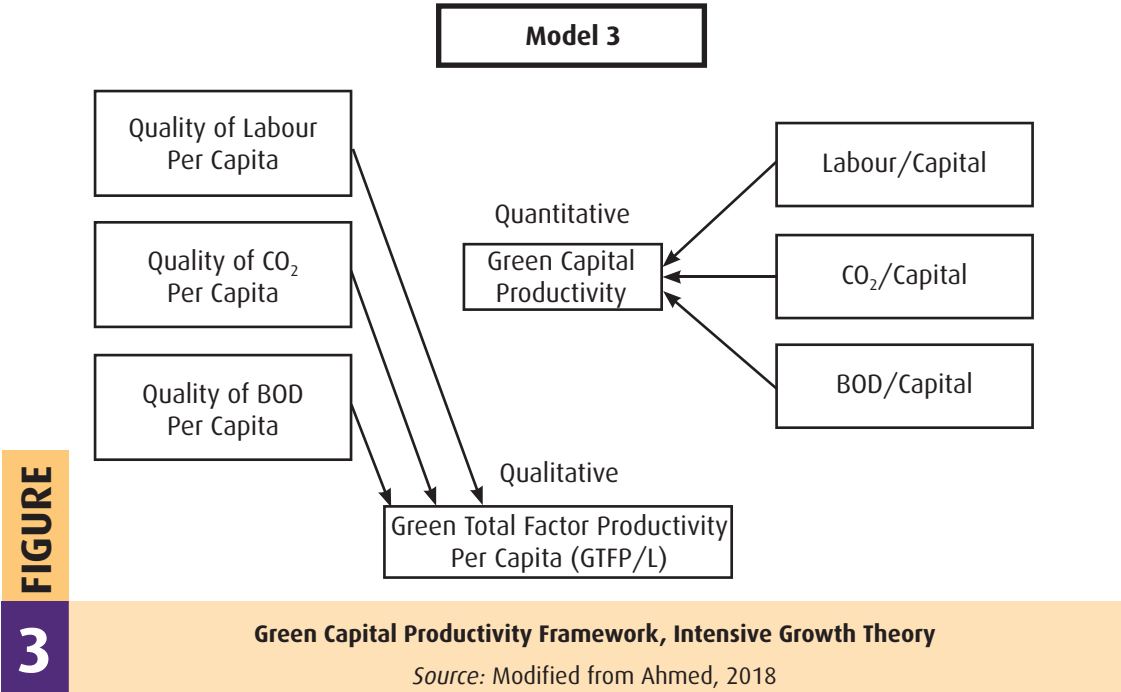 Model 3
Quality of Labour
Per Capita
Quality of CO₂
Per Capita
Quality of BOD
Per Capita
Quantitative
Green Capital
Productivity
Labour/Capital
CO₂/Capital
BOD/Capital
Qualitative
Green Total Factor Productivity
Per Capita (GTFP/L)
FIGURE
3
Green Capital Productivity Framework, Intensive Growth Theory
Source: Modified from Ahmed, 2018